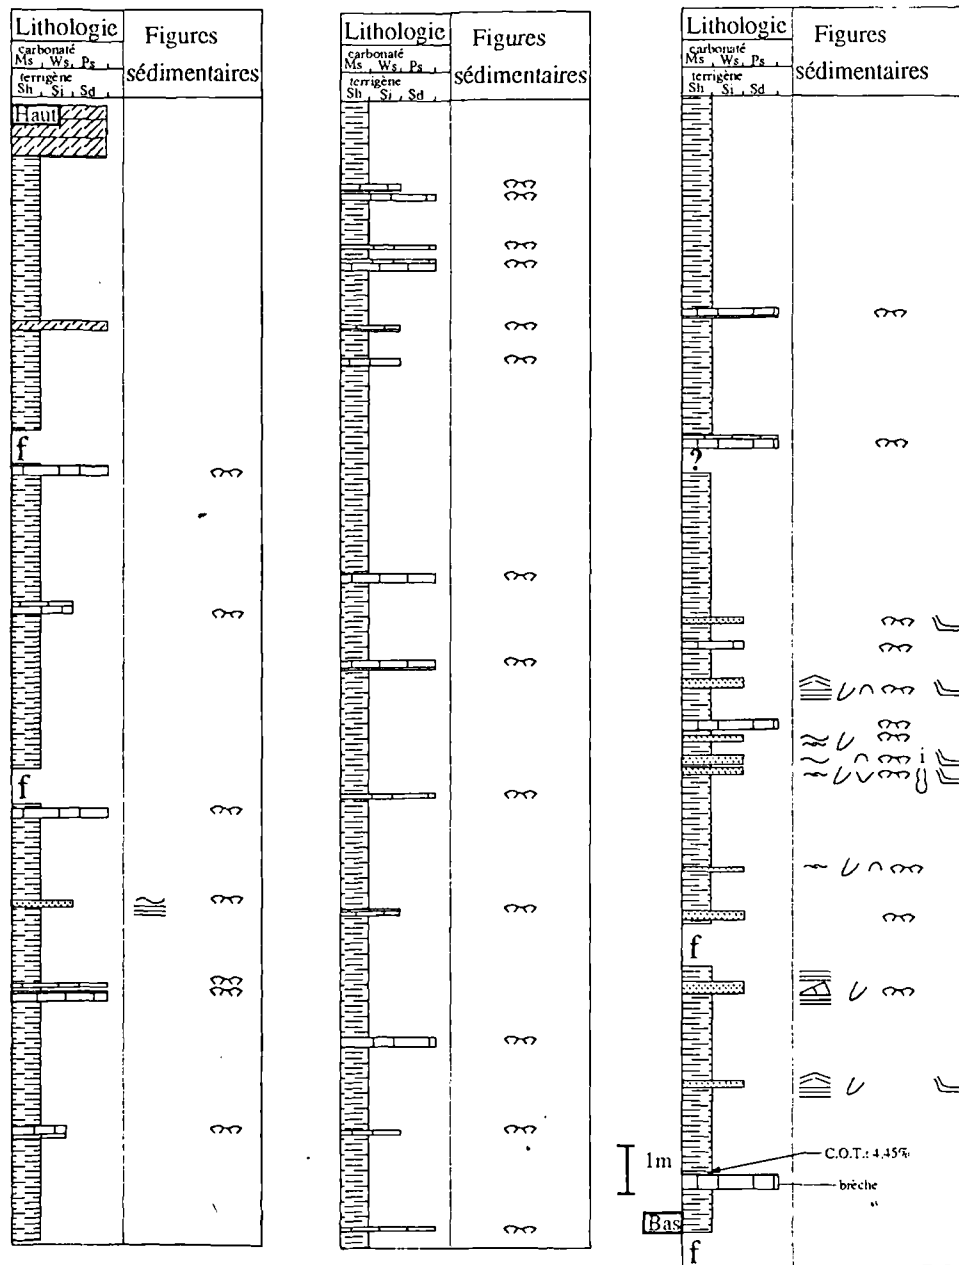 Lithologie
Figures
sédimentaires
carbonaté
Ms Ws Ps
terrigène
Sh Si Sd
Haut
f
f
Lithologie
Figures
sédimentaires
carbonaté
Ms Ws Ps
terrigène
Sh Si Sd
Lithologie
Figures
sédimentaires
carbonaté
Ms Ws Ps
terrigène
Sh Si Sd
?
i
f
1m
C.O.T.: 4,45%
brèche
Bas
f